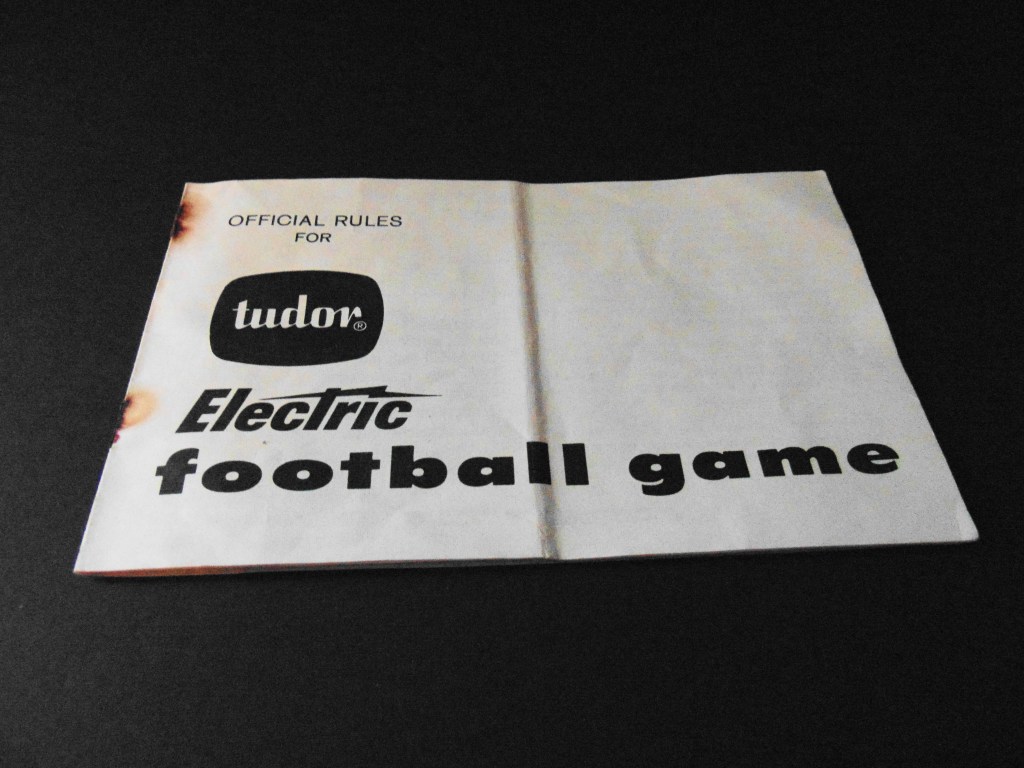 OFFICIAL RULES
FOR
tudor®
Electric
football game